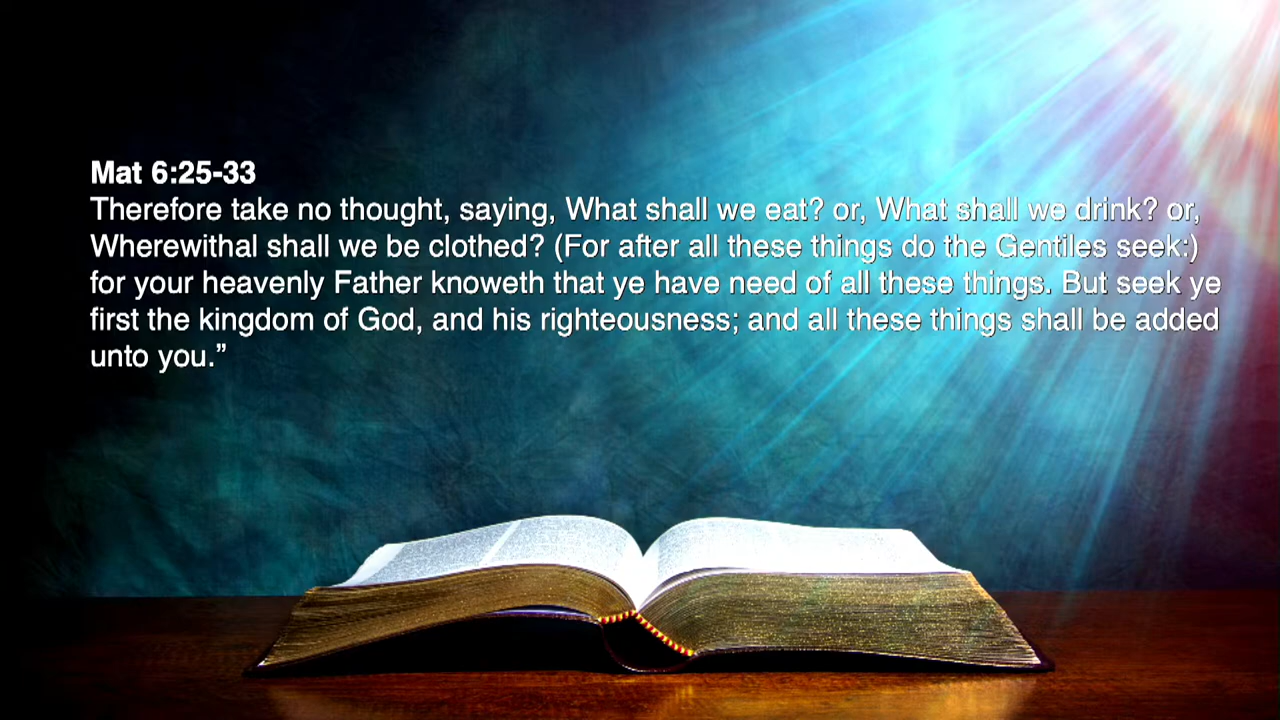 Mat 6:25-33
Therefore take no thought, saying, What shall we eat? or, What shall we drink? or,
Wherewithal shall we be clothed? (For after all these things do the Gentiles seek:)
for your heavenly Father knoweth that ye have need of all these things. But seek ye
first the kingdom of God, and his righteousness; and all these things shall be added
unto you.”